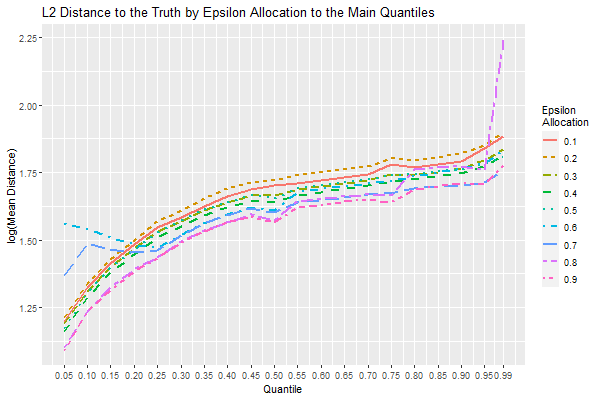 L2 Distance to the Truth by Epsilon Allocation to the Main Quantiles
log(Mean Distance)
2.25
2.00
1.75
1.50
1.25
0.05 0.10 0.15 0.20 0.25 0.30 0.35 0.40 0.45 0.50 0.55 0.60 0.65 0.70 0.75 0.80 0.85 0.90 0.95 0.99
Quantile
Epsilon
Allocation
0.1
0.2
0.3
0.4
0.5
0.6
0.7
0.8
0.9